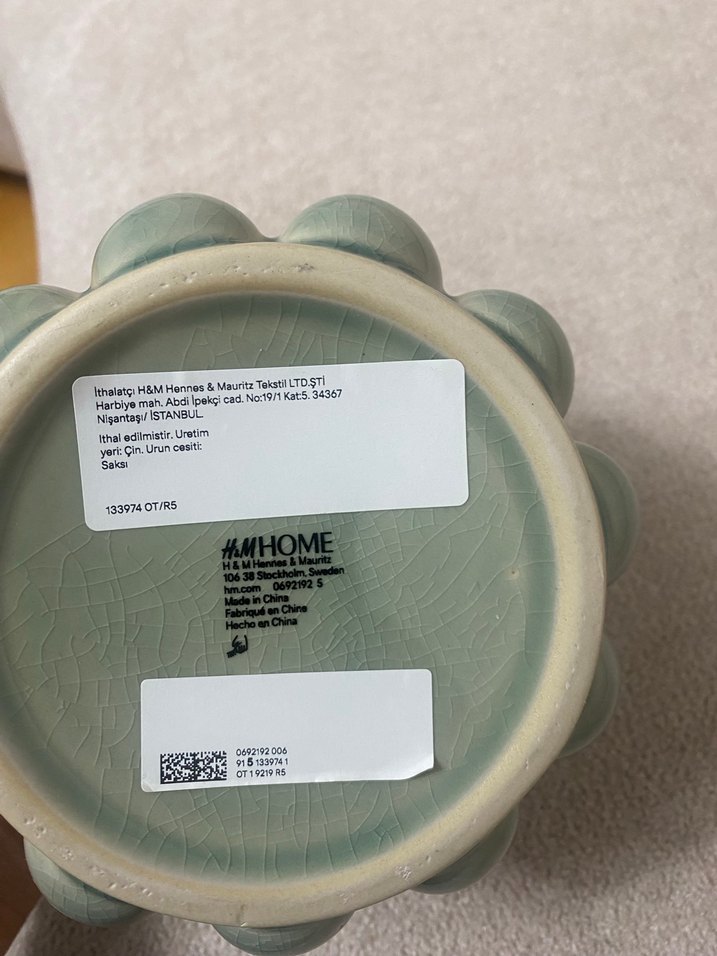 İthalatçı H&M Hennes & Mauritz Tekstil LTD.ŞTİ
Harbiye mah. Abdi İpekçi cad. No:19/1 Kat:5. 34367
Nişantaşı/ İSTANBUL.
Ithal edilmistir. Uretim
yeri: Çin. Urun cesiti:
Saksı
133974 OT/R5
H&M HOME
H & M Hennes & Mauritz
106 38 Stockholm, Sweden
hm.com 0692192 5
Made in China
Fabriqué en Chine
Hecho en China
0692192 006
91 5 133974 1
OT 1 9219 R5